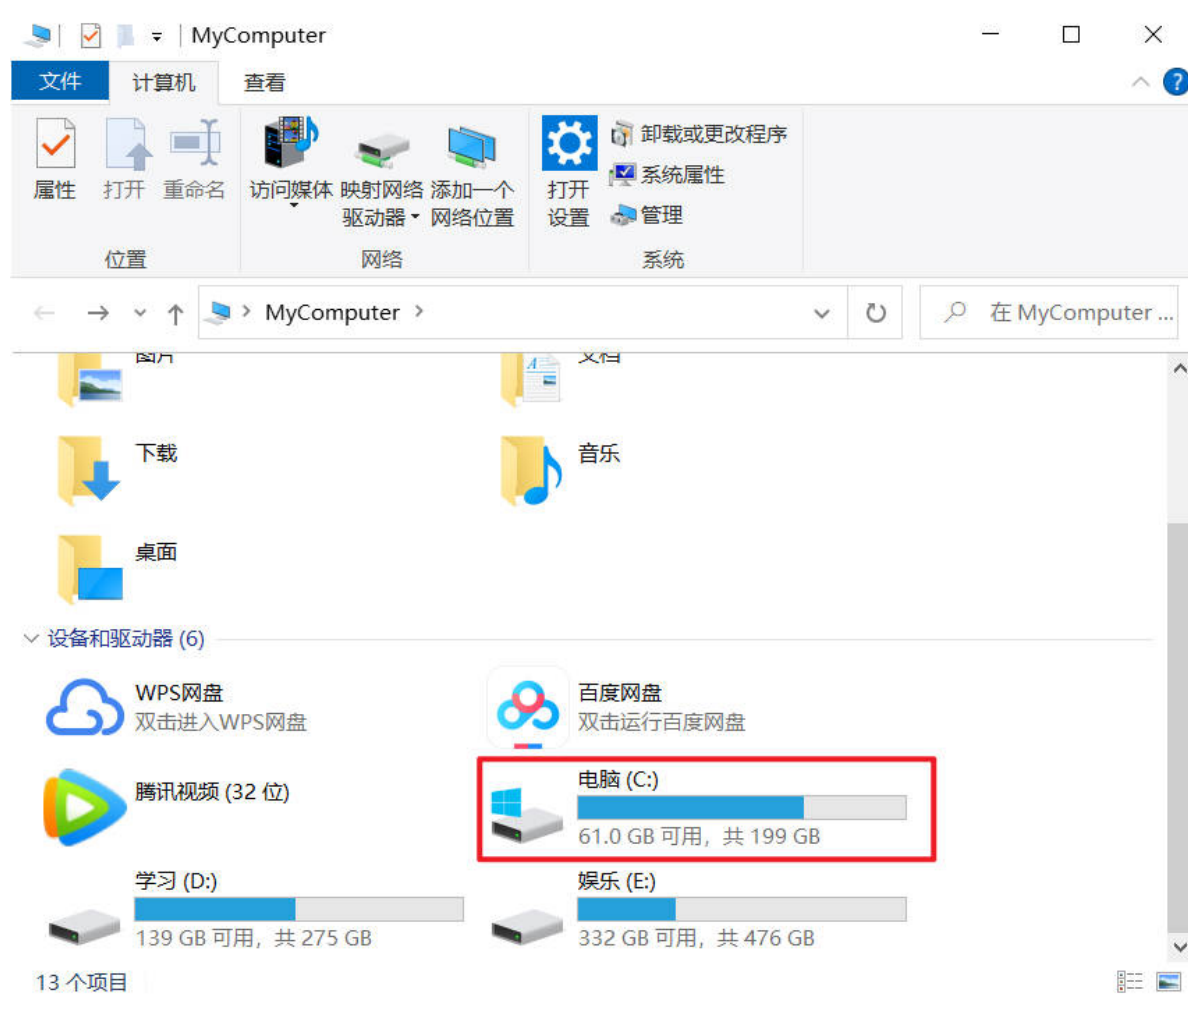 MyComputer
文件 计算机 查看
属性 打开 重命名 访问媒体 映射网络驱动器 添加一个网络位置 打开设置
卸载或更改程序
系统属性
管理
位置 网络 系统
MyComputer
在 MyComputer ...
图片 文档
下载 音乐
桌面
设备和驱动器 (6)
WPS网盘
双击进入WPS网盘
百度网盘
双击运行百度网盘
腾讯视频 (32 位)
电脑 (C:)
61.0 GB 可用，共 199 GB
学习 (D:)
139 GB 可用，共 275 GB
娱乐 (E:)
332 GB 可用，共 476 GB
13 个项目